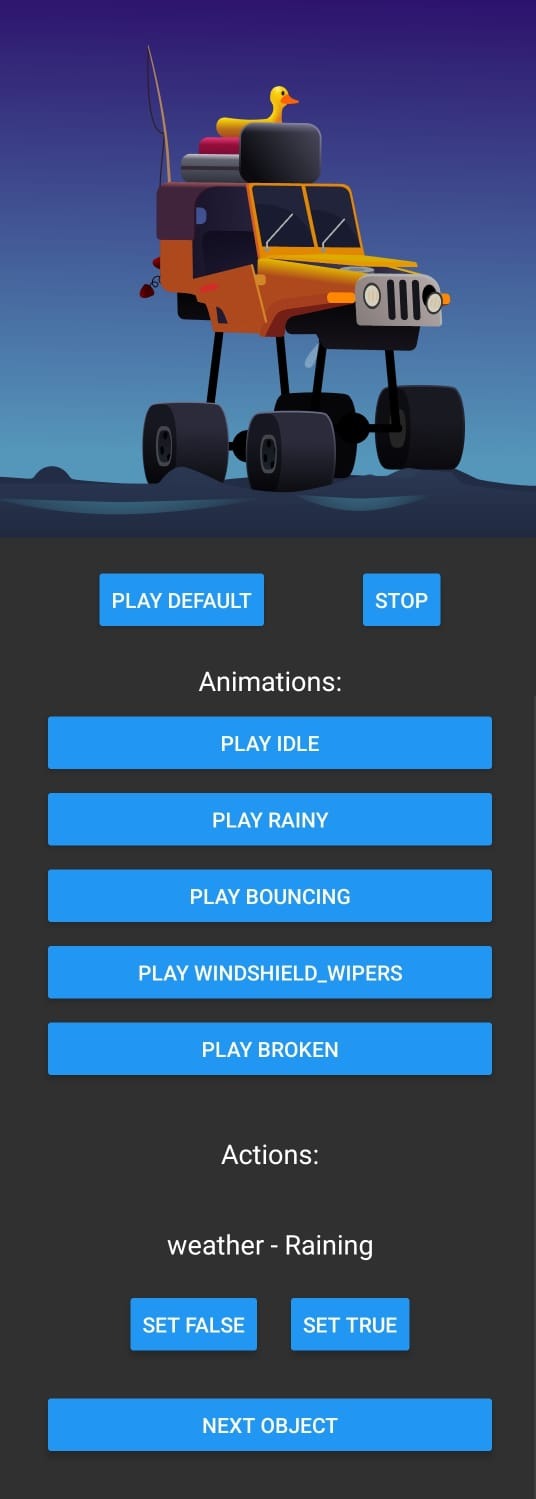 PLAY DEFAULT
STOP
Animations:
PLAY IDLE
PLAY RAINY
PLAY BOUNCING
PLAY WINDSHIELD_WIPERS
PLAY BROKEN
Actions:
weather - Raining
SET FALSE
SET TRUE
NEXT OBJECT